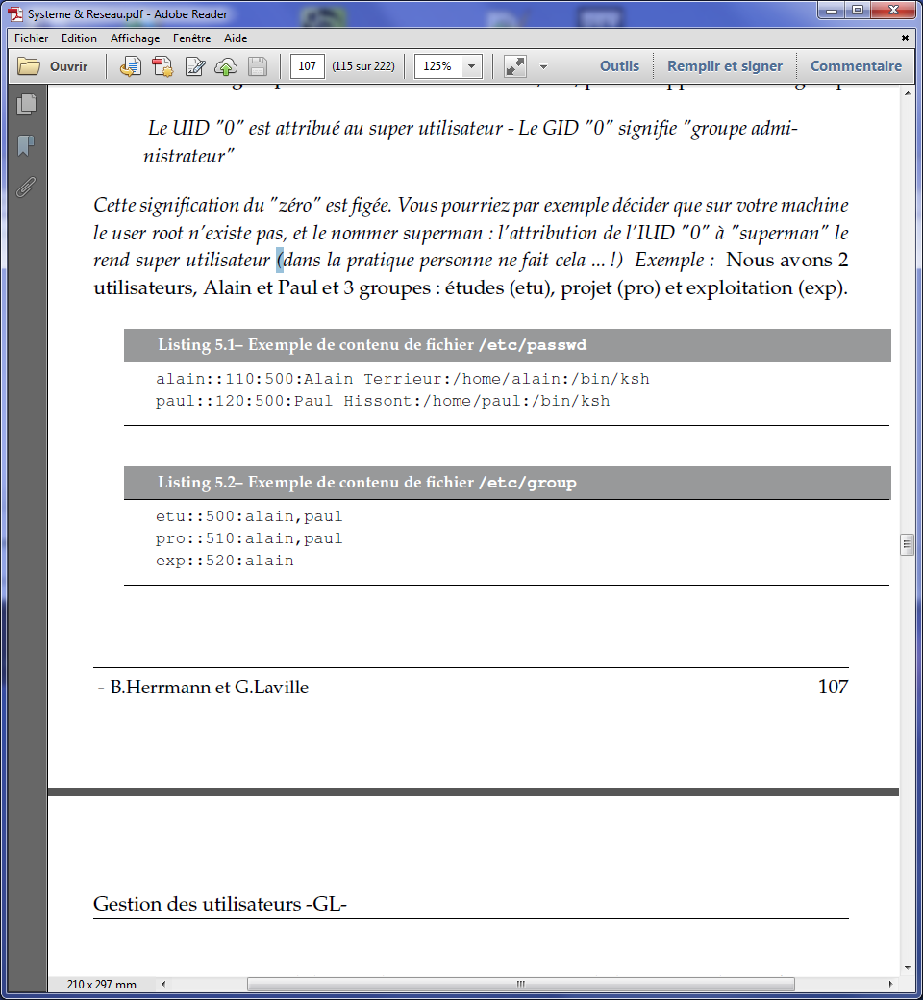 Systeme & Reseau.pdf - Adobe Reader
Fichier Edition Affichage Fenêtre Aide
Ouvrir 107 (115 sur 222) 125% Outils Remplir et signer Commentaire
Le UID "0" est attribué au super utilisateur - Le GID "0" signifie "groupe admi-
nistrateur"
Cette signification du "zéro" est figée. Vous pourriez par exemple décider que sur votre machine
le user root n'existe pas, et le nommer superman : l'attribution de l'IUD "0" à "superman" le
rend super utilisateur (dans la pratique personne ne fait cela ... !) Exemple : Nous avons 2
utilisateurs, Alain et Paul et 3 groupes : études (etu), projet (pro) et exploitation (exp).
Listing 5.1– Exemple de contenu de fichier /etc/passwd
alain::110:500:Alain Terrieur:/home/alain:/bin/ksh
paul::120:500:Paul Hissont:/home/paul:/bin/ksh
Listing 5.2– Exemple de contenu de fichier /etc/group
etu::500:alain,paul
pro::510:alain,paul
exp::520:alain
- B.Herrmann et G.Laville 107
Gestion des utilisateurs -GL-
210 x 297 mm